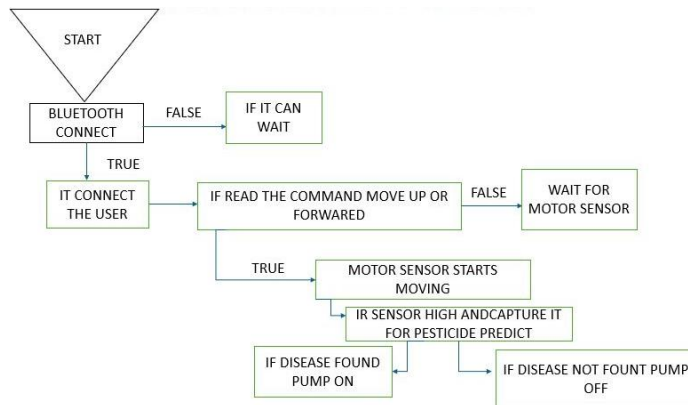 START
BLUETOOTH
CONNECT
FALSE
IF IT CAN
WAIT
TRUE
IT CONNECT
THE USER
IF READ THE COMMAND MOVE UP OR
FORWARED
FALSE
WAIT FOR
MOTOR SENSOR
TRUE
MOTOR SENSOR STARTS
MOVING
IR SENSOR HIGH ANDCAPTURE IT
FOR PESTICIDE PREDICT
IF DISEASE FOUND
PUMP ON
IF DISEASE NOT FOUNT PUMP
OFF